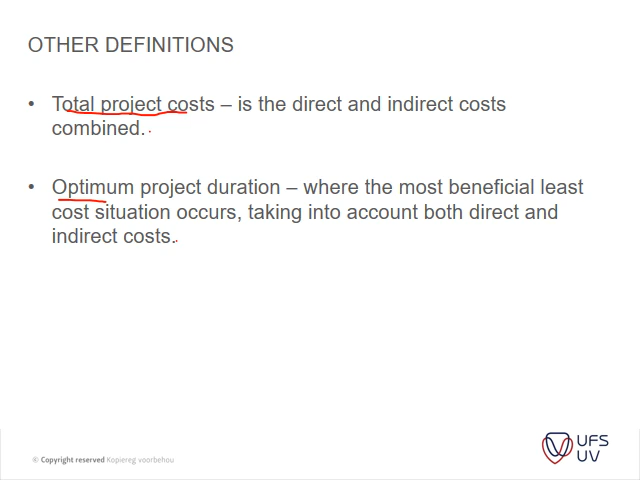 OTHER DEFINITIONS
• Total project costs – is the direct and indirect costs
combined.
• Optimum project duration – where the most beneficial least
cost situation occurs, taking into account both direct and
indirect costs.
© Copyright reserved Kopiereg voorbehou
UFS
UV